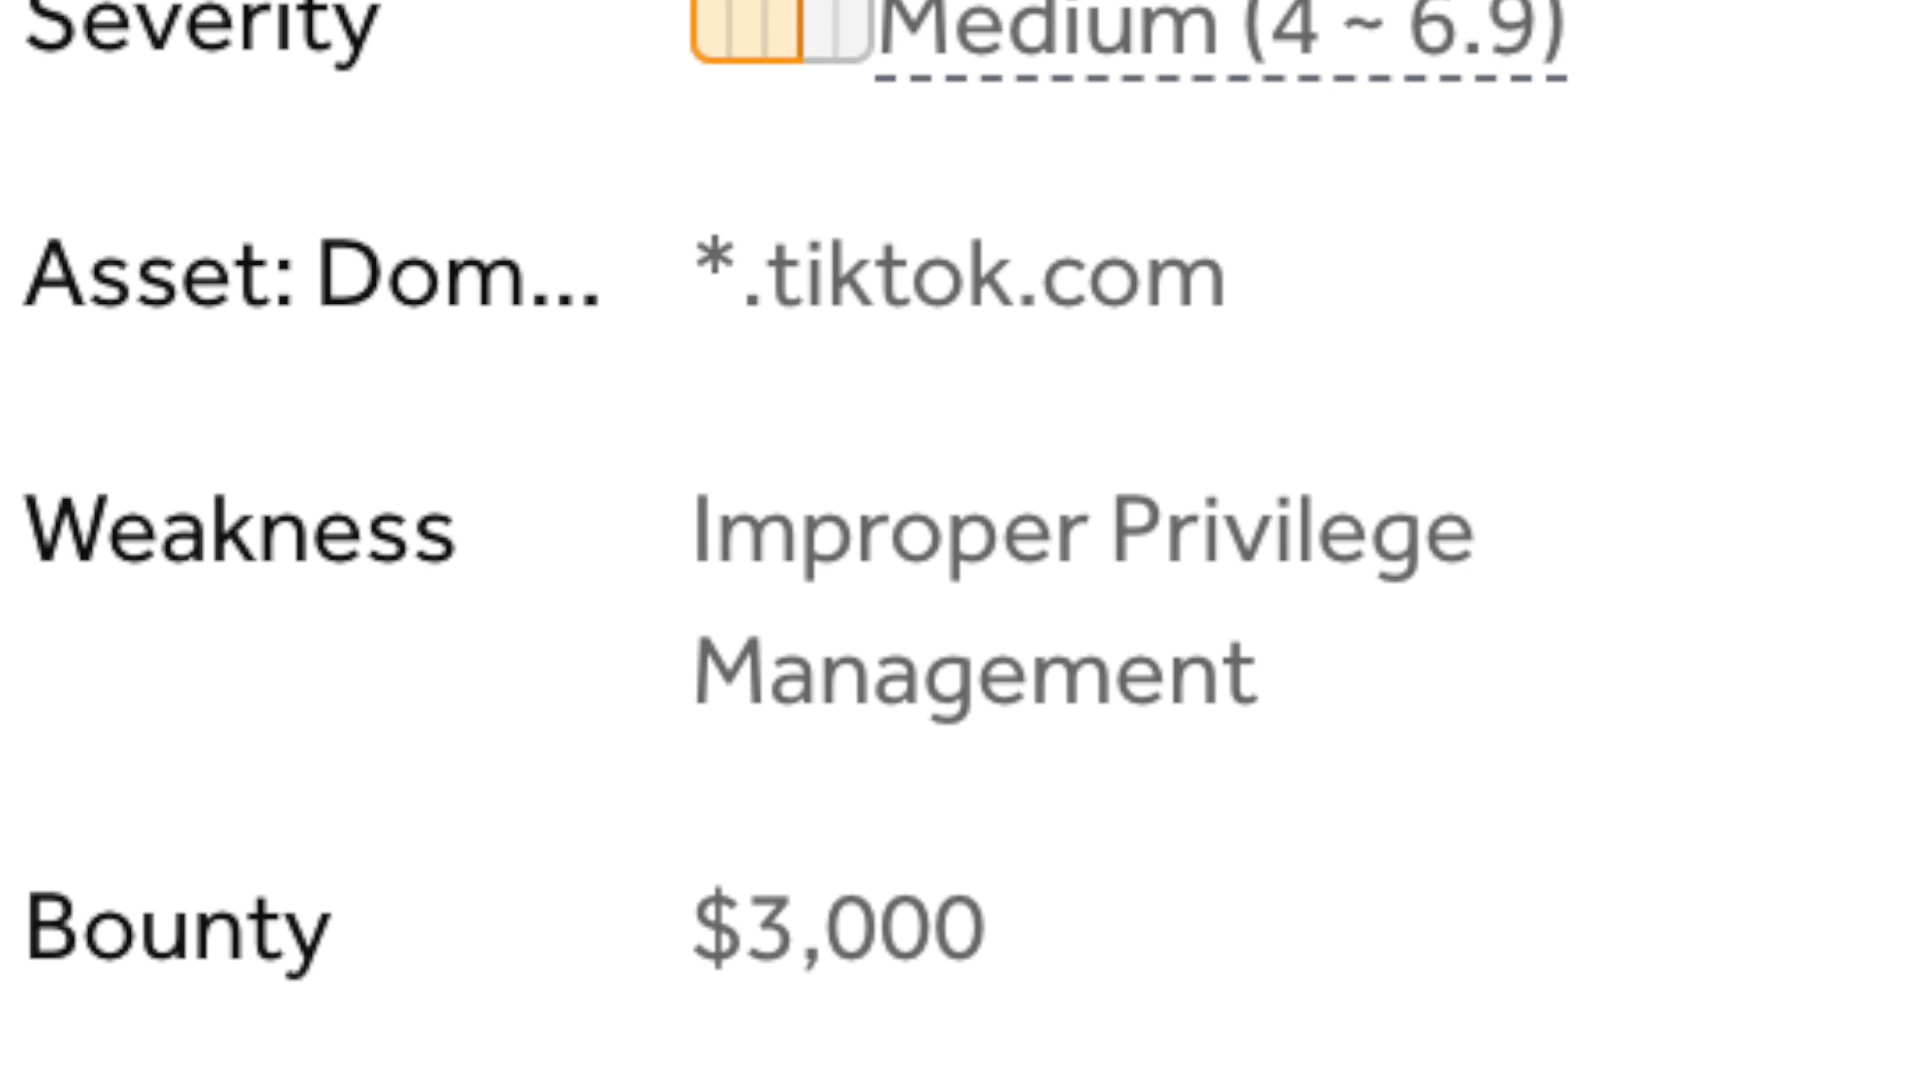 Severity Medium (4 ~ 6.9)
Asset: Dom... *.tiktok.com
Weakness Improper Privilege
Management
Bounty $3,000